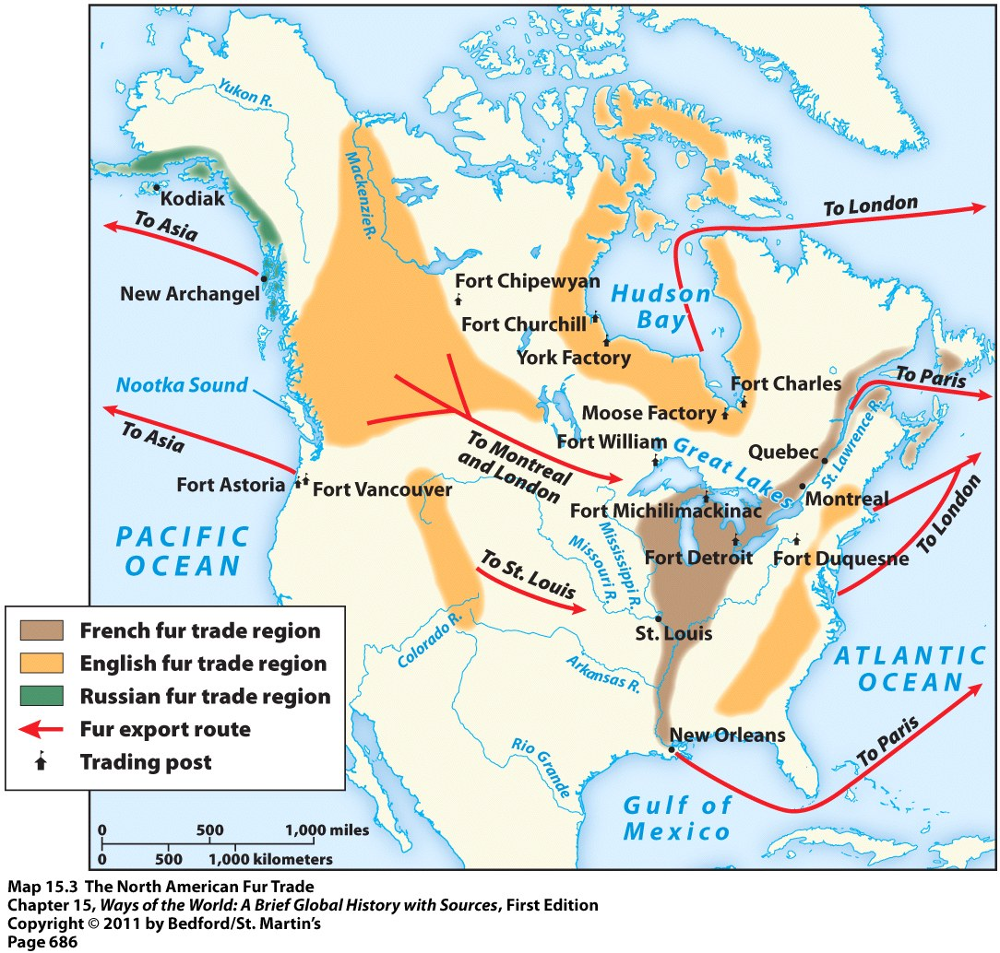 Yukon R.
Mackenzie R.
Kodiak
To Asia
New Archangel
To London
Fort Chipewyan
Hudson
Bay
Fort Churchill
York Factory
Nootka Sound
Fort Charles
To Paris
Moose Factory
To Asia
To Montreal
and London
Fort William
Great Lakes
Quebec
St. Lawrence R.
Fort Astoria
Fort Vancouver
Montreal
Fort Michilimackinac
To London
PACIFIC
OCEAN
Mississippi R.
Missouri R.
Fort Detroit
Fort Duquesne
To St. Louis
St. Louis
Colorado R.
Arkansas R.
ATLANTIC
OCEAN
New Orleans
To Paris
Rio Grande
Gulf of
Mexico
French fur trade region
English fur trade region
Russian fur trade region
Fur export route
Trading post
0 500 1,000 miles
0 500 1,000 kilometers
Map 15.3 The North American Fur Trade
Chapter 15, Ways of the World: A Brief Global History with Sources, First Edition
Copyright © 2011 by Bedford/St. Martin's
Page 686